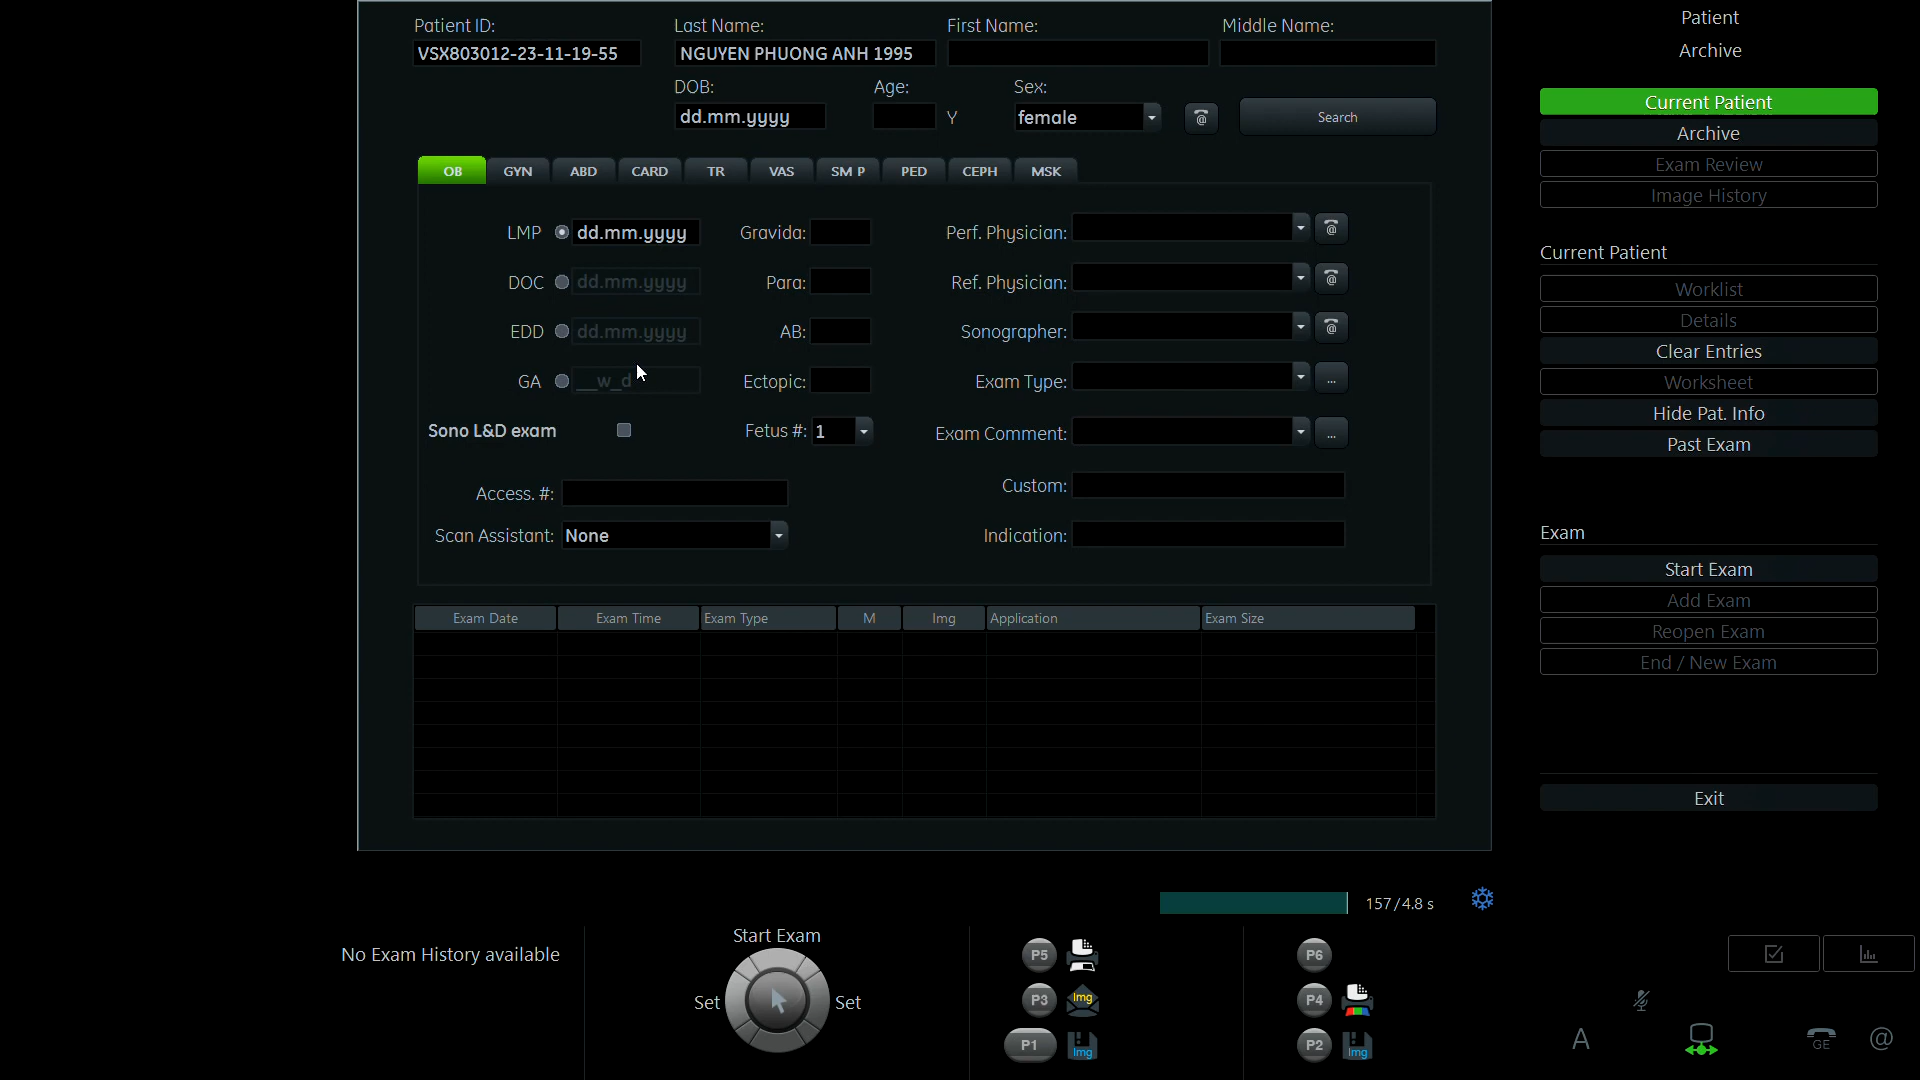 Patient ID: Last Name: First Name: Middle Name:
VSX803012-23-11-19-55 NGUYEN PHUONG ANH 1995
DOB: Age: Sex:
dd.mm.yyyy Y female @ Search
OB GYN ABD CARD TR VAS SM P PED CEPH MSK
LMP dd.mm.yyyy Gravida: Perf. Physician: @
DOC dd.mm.yyyy Para: Ref. Physician: @
EDD dd.mm.yyyy AB: Sonographer: @
GA __w_d Ectopic: Exam Type: ...
Sono L&D exam Fetus #: 1 Exam Comment: ...
Access. #: Custom:
Scan Assistant: None Indication:
Exam Date Exam Time Exam Type M Img Application Exam Size
157/4.8 s
Patient
Archive
Current Patient
Archive
Exam Review
Image History
Current Patient
Worklist
Details
Clear Entries
Worksheet
Hide Pat. Info
Past Exam
Exam
Start Exam
Add Exam
Reopen Exam
End / New Exam
Exit
No Exam History available
Start Exam
Set Set
P5
P3 Img
P1 Img
P6
P4
P2 Img
A GE @